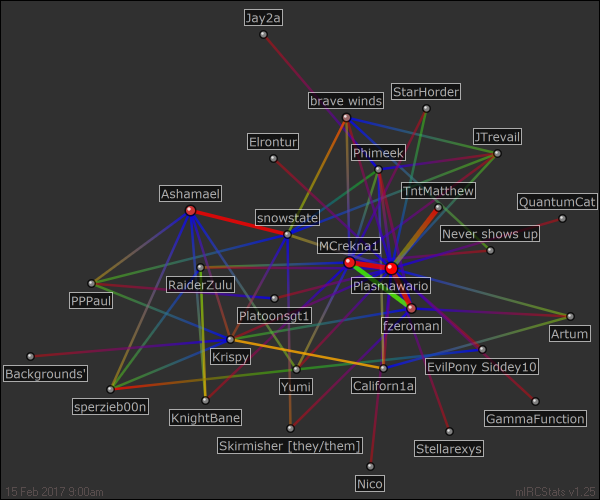 Jay2a
StarHorder
brave winds
JTrevail
Elrontur
Phimeek
TntMatthew
Ashamael
QuantumCat
snowstate
Never shows up
MCrekna1
RaiderZulu
Plasmawario
PPPaul
Platoonsgt1
fzeroman
Artum
Krispy
EvilPony Siddey10
Backgrounds'
Yumi
Californ1a
sperzieb00n
KnightBane
GammaFunction
Skirmisher [they/them]
Stellarexys
Nico
15 Feb 2017 9:00am
mIRCStats v1.25